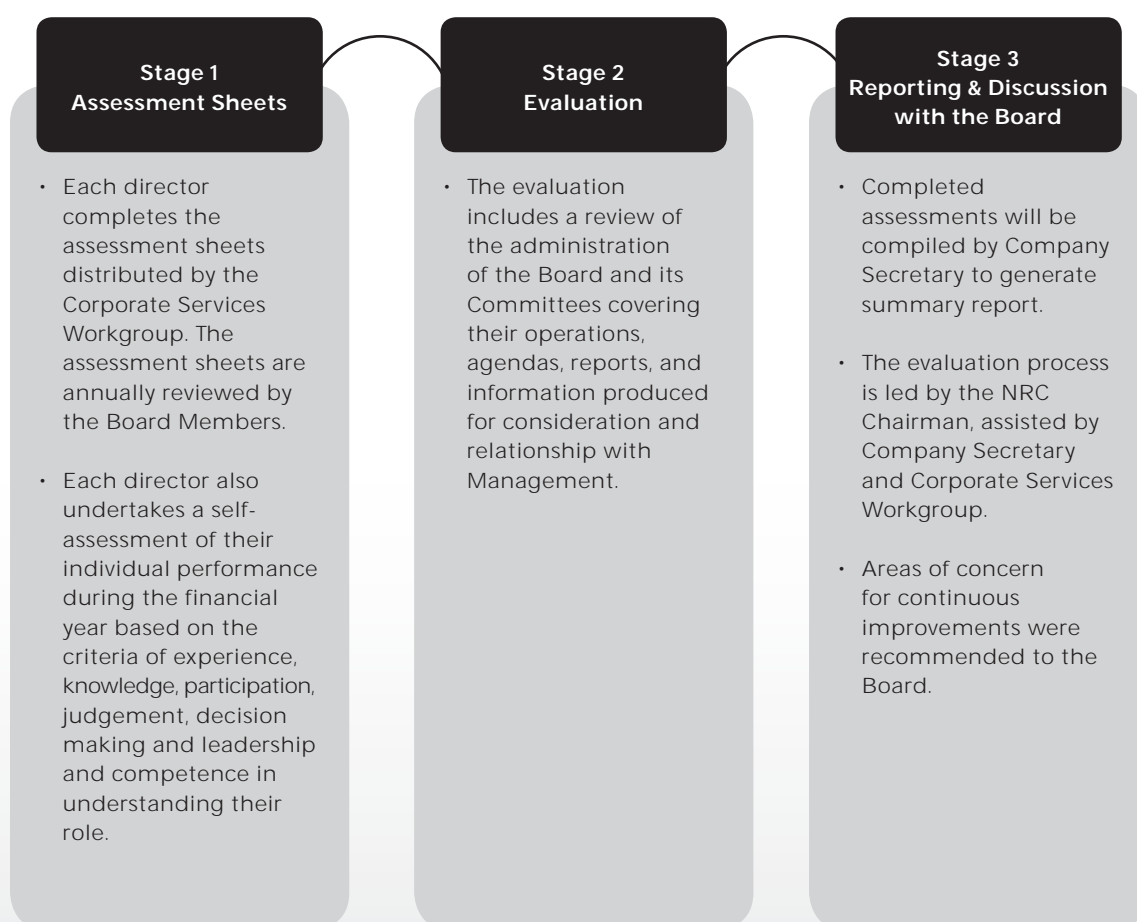 Stage 1
Assessment Sheets
• Each director
completes the
assessment sheets
distributed by the
Corporate Services
Workgroup. The
assessment sheets are
annually reviewed by
the Board Members.
• Each director also
undertakes a self-
assessment of their
individual performance
during the financial
year based on the
criteria of experience,
knowledge, participation,
judgement, decision
making and leadership
and competence in
understanding their
role.
Stage 2
Evaluation
• The evaluation
includes a review of
the administration
of the Board and its
Committees covering
their operations,
agendas, reports, and
information produced
for consideration and
relationship with
Management.
Stage 3
Reporting & Discussion
with the Board
• Completed
assessments will be
compiled by Company
Secretary to generate
summary report.
• The evaluation process
is led by the NRC
Chairman, assisted by
Company Secretary
and Corporate Services
Workgroup.
• Areas of concern
for continuous
improvements were
recommended to the
Board.